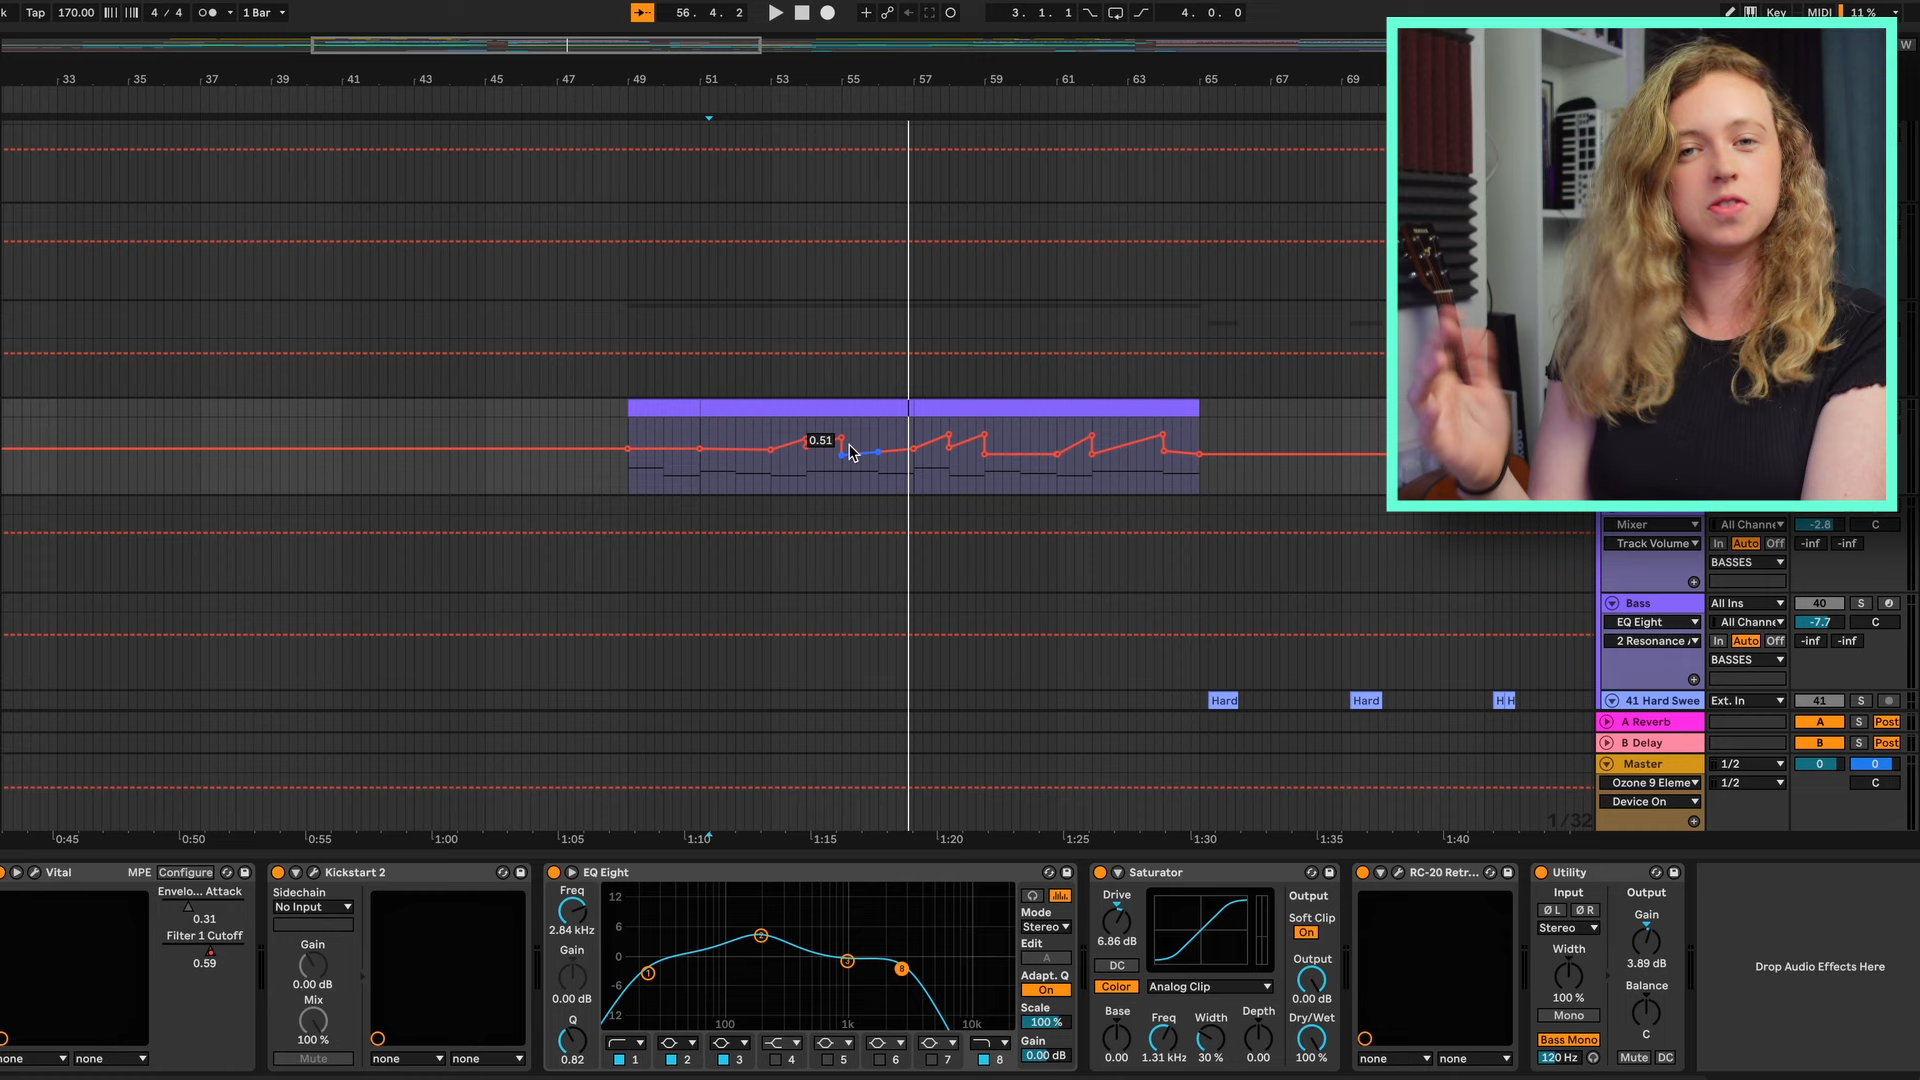 k Tap 170.00 4 / 4 1 Bar 56. 4. 2 3. 1. 1 4. 0. 0 Key MIDI 11 %
W
33 35 37 39 41 43 45 47 49 51 53 55 57 59 61 63 65 67 69
0.51
Mixer All Channe -2.8 C
Track Volume In Auto Off -inf -inf
BASSES
Bass All Ins 40 S
EQ Eight All Channe -7.7 C
2 Resonance In Auto Off -inf -inf
BASSES
Hard Hard H H 41 Hard Swee Ext. In 41 S
A Reverb A S Post
B Delay B S Post
Master 1/2 0 0
Ozone 9 Eleme 1/2 C
Device On
1/32
0:45 0:50 0:55 1:00 1:05 1:10 1:15 1:20 1:25 1:30 1:35 1:40
Vital MPE Configure
Envelo... Attack
0.31
Filter 1 Cutoff
0.59
none none
Kickstart 2
Sidechain
No Input
Gain
0.00 dB
Mix
100 %
Mute
none none
EQ Eight
Freq
2.84 kHz
Gain
0.00 dB
Q
0.82
12
6
0
-6
12
100 1k 10k
1 2 3 8
1 2 3 4 5 6 7 8
Mode
Stereo
Edit
A
Adapt. Q
On
Scale
100 %
Gain
0.00 dB
Saturator
Drive
6.86 dB
DC
Color Analog Clip
Base Freq Width Depth
0.00 1.31 kHz 30 % 0.00
Output
Soft Clip
On
Output
0.00 dB
Dry/Wet
100 %
RC-20 Retr...
none none
Utility
Input
Ø L Ø R
Stereo
Width
100 %
Mono
Bass Mono
120 Hz
Output
Gain
3.89 dB
Balance
C
Mute DC
Drop Audio Effects Here